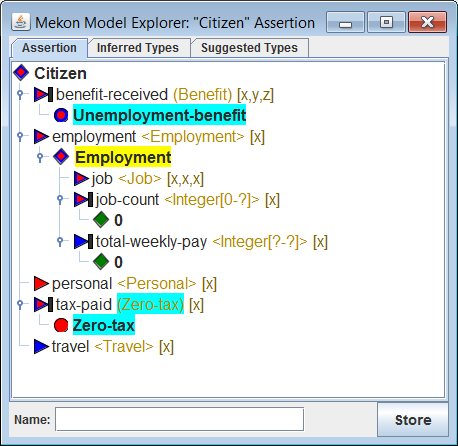 Mekon Model Explorer: "Citizen" Assertion
Assertion Inferred Types Suggested Types
Citizen
benefit-received (Benefit) [x,y,z]
Unemployment-benefit
employment <Employment> [x]
Employment
job <Job> [x,x,x]
job-count <Integer[0-?]> [x]
0
total-weekly-pay <Integer[?-?]> [x]
0
personal <Personal> [x]
tax-paid (Zero-tax) [x]
Zero-tax
travel <Travel> [x]
Name: Store